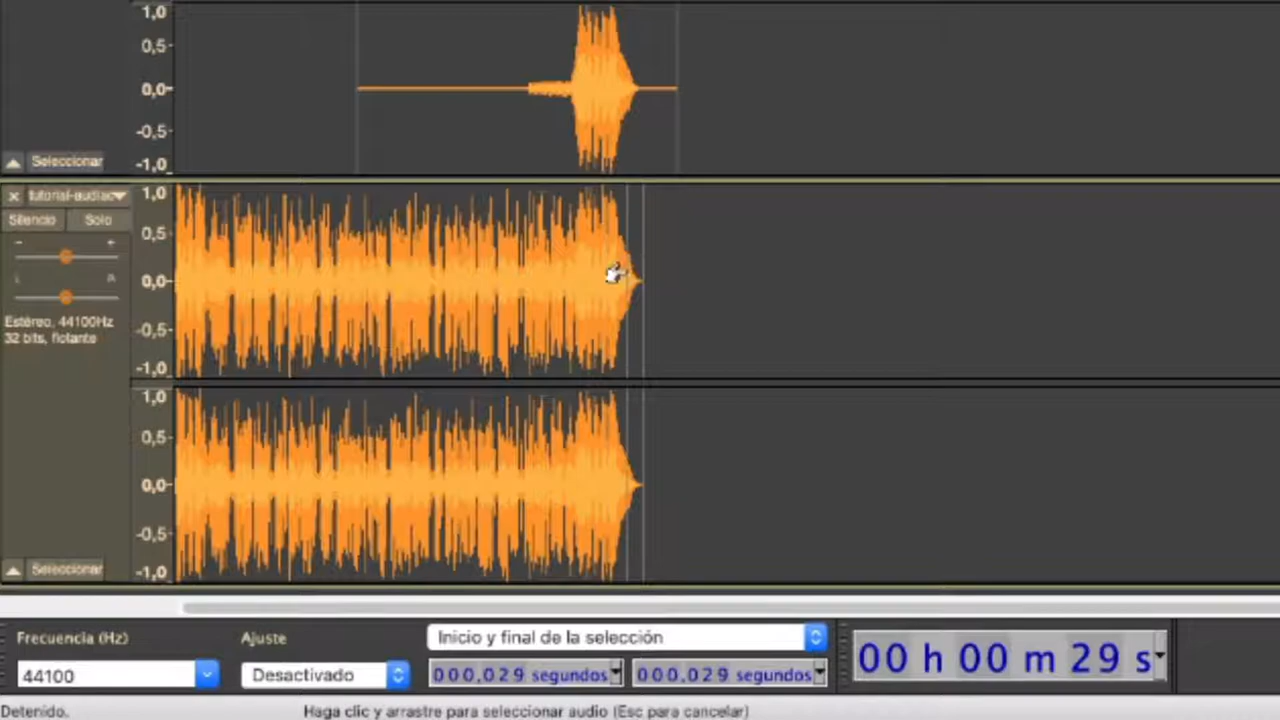 1,0
0,5
0,0
-0,5
-1,0
Seleccionar
tutorial-audiac
Silencio Solo
- +
1,0
0,5
0,0
-0,5
-1,0
Estéreo, 44100Hz
32 bits, flotante
1,0
0,5
0,0
-0,5
-1,0
Seleccionar
Frecuencia (Hz)
Ajuste
Inicio y final de la selección
44100
Desactivado
000,029 segundos
000,029 segundos
00 h 00 m 29 s
Detenido.
Haga clic y arrastre para seleccionar audio (Esc para cancelar)